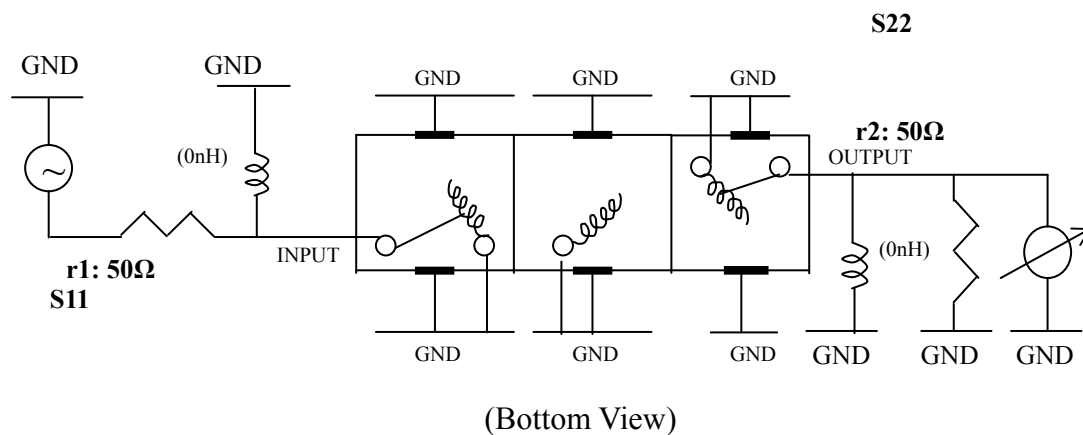 S22
GND
GND
GND
GND
GND
r2: 50Ω
OUTPUT
(0nH)
INPUT
r1: 50Ω
S11
(0nH)
GND
GND
GND
GND
GND
GND
(Bottom View)